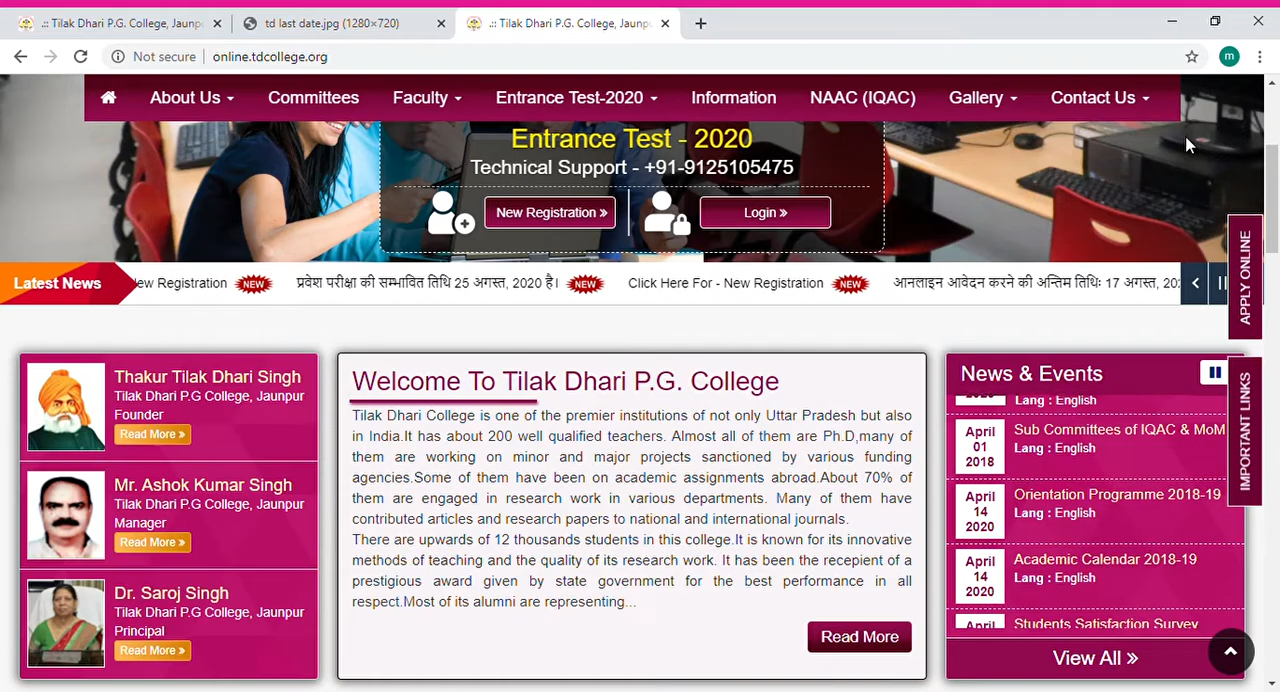 .:: Tilak Dhari P.G. College, Jaunp
td last date.jpg (1280×720)
.:: Tilak Dhari P.G. College, Jaunp
Not secure
online.tdcollege.org
m
About Us
Committees
Faculty
Entrance Test-2020
Information
NAAC (IQAC)
Gallery
Contact Us
Entrance Test - 2020
Technical Support - +91-9125105475
New Registration »
Login »
APPLY ONLINE
Latest News
New Registration NEW
प्रवेश परीक्षा की सम्भावित तिथि 25 अगस्त, 2020 है। NEW
Click Here For - New Registration NEW
आनलाइन आवेदन करने की अन्तिम तिथिः 17 अगस्त,
Thakur Tilak Dhari Singh
Tilak Dhari P.G College, Jaunpur
Founder
Read More »
Mr. Ashok Kumar Singh
Tilak Dhari P.G College, Jaunpur
Manager
Read More »
Dr. Saroj Singh
Tilak Dhari P.G College, Jaunpur
Principal
Read More »
Welcome To Tilak Dhari P.G. College
Tilak Dhari College is one of the premier institutions of not only Uttar Pradesh but also
in India.It has about 200 well qualified teachers. Almost all of them are Ph.D,many of
them are working on minor and major projects sanctioned by various funding
agencies.Some of them have been on academic assignments abroad.About 70% of
them are engaged in research work in various departments. Many of them have
contributed articles and research papers to national and international journals.
There are upwards of 12 thousands students in this college.It is known for its innovative
methods of teaching and the quality of its research work. It has been the recepient of a
prestigious award given by state government for the best performance in all
respect.Most of its alumni are representing...
Read More
News & Events
2020
Lang : English
April
01
2018
Sub Committees of IQAC & MoM
Lang : English
April
14
2020
Orientation Programme 2018-19
Lang : English
April
14
2020
Academic Calendar 2018-19
Lang : English
April
Students Satisfaction Survey
View All »
IMPORTANT LINKS